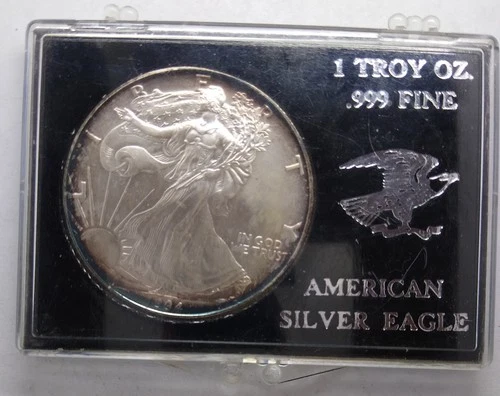 LIBERTY
IN GOD
WE TRUST
1 TROY OZ.
.999 FINE
AMERICAN
SILVER EAGLE